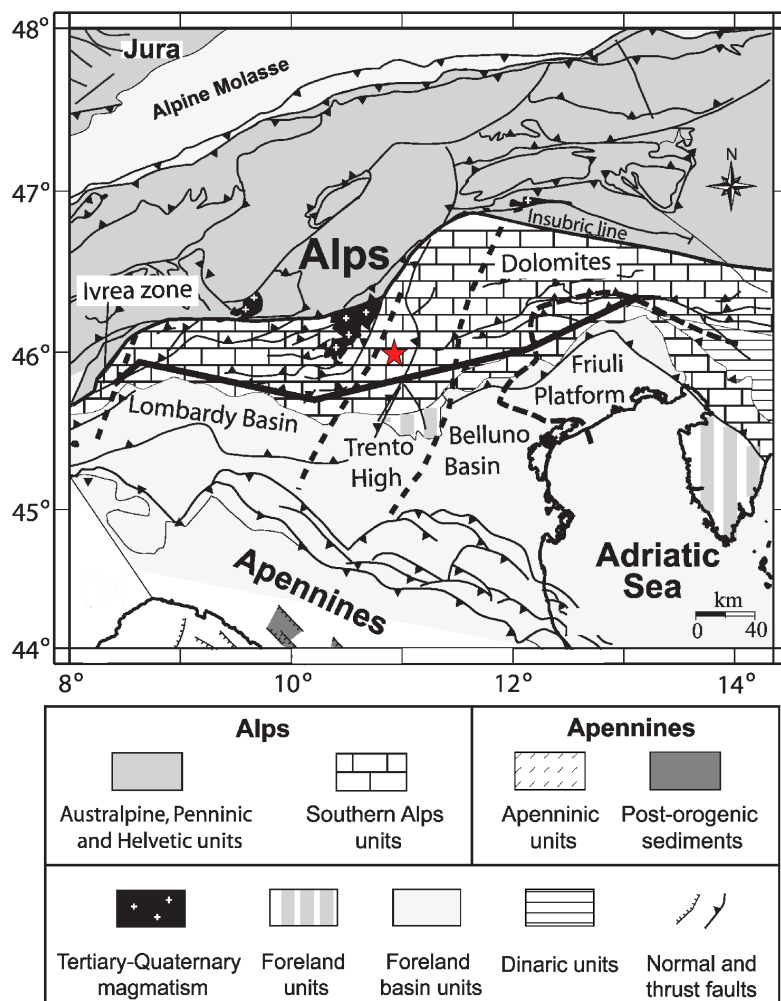 48°
Jura
Alpine Molasse
47°
N
Insubric line
Alps
Dolomites
Ivrea zone
46°
Friuli
Platform
Lombardy Basin
Trento
High
Belluno
Basin
45°
Adriatic
Sea
Apennines
km
0 40
44°
8° 10° 12° 14°
Alps
Apennines
Australpine, Penninic
and Helvetic units
Southern Alps
units
Apenninic
units
Post-orogenic
sediments
Tertiary-Quaternary
magmatism
Foreland
units
Foreland
basin units
Dinaric units
Normal and
thrust faults